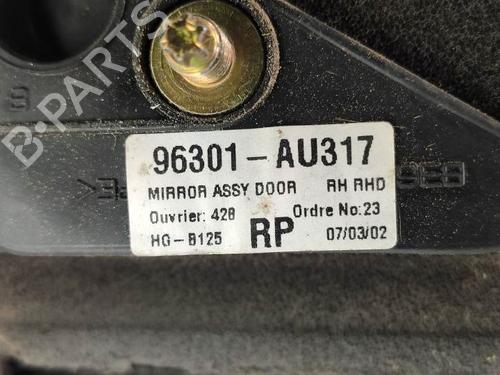 B-PARTS
96301-AU317
MIRROR ASSY DOOR RH RHD
Ouvrier: 428 Ordre No:23
HG-B125 RP 07/03/02